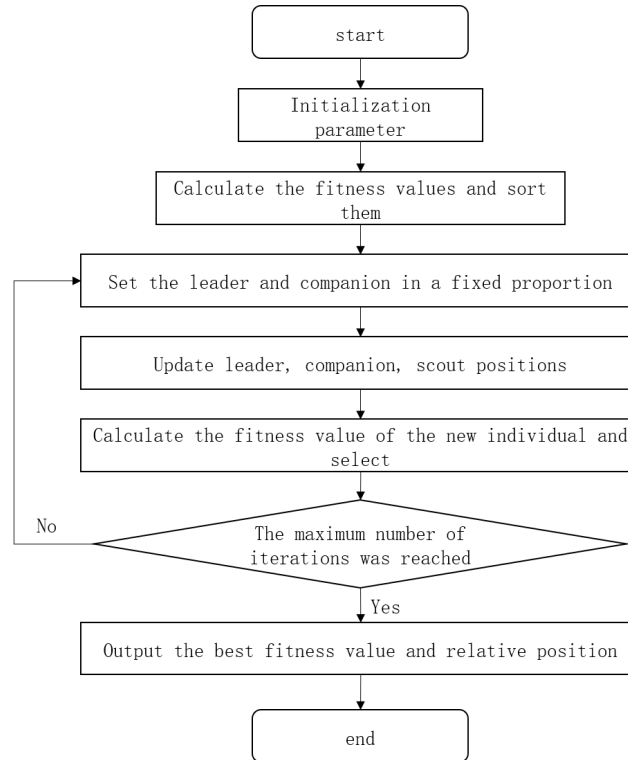 start
Initialization
parameter
Calculate the fitness values and sort
them
Set the leader and companion in a fixed proportion
Update leader, companion, scout positions
Calculate the fitness value of the new individual and
select
No
The maximum number of
iterations was reached
Yes
Output the best fitness value and relative position
end